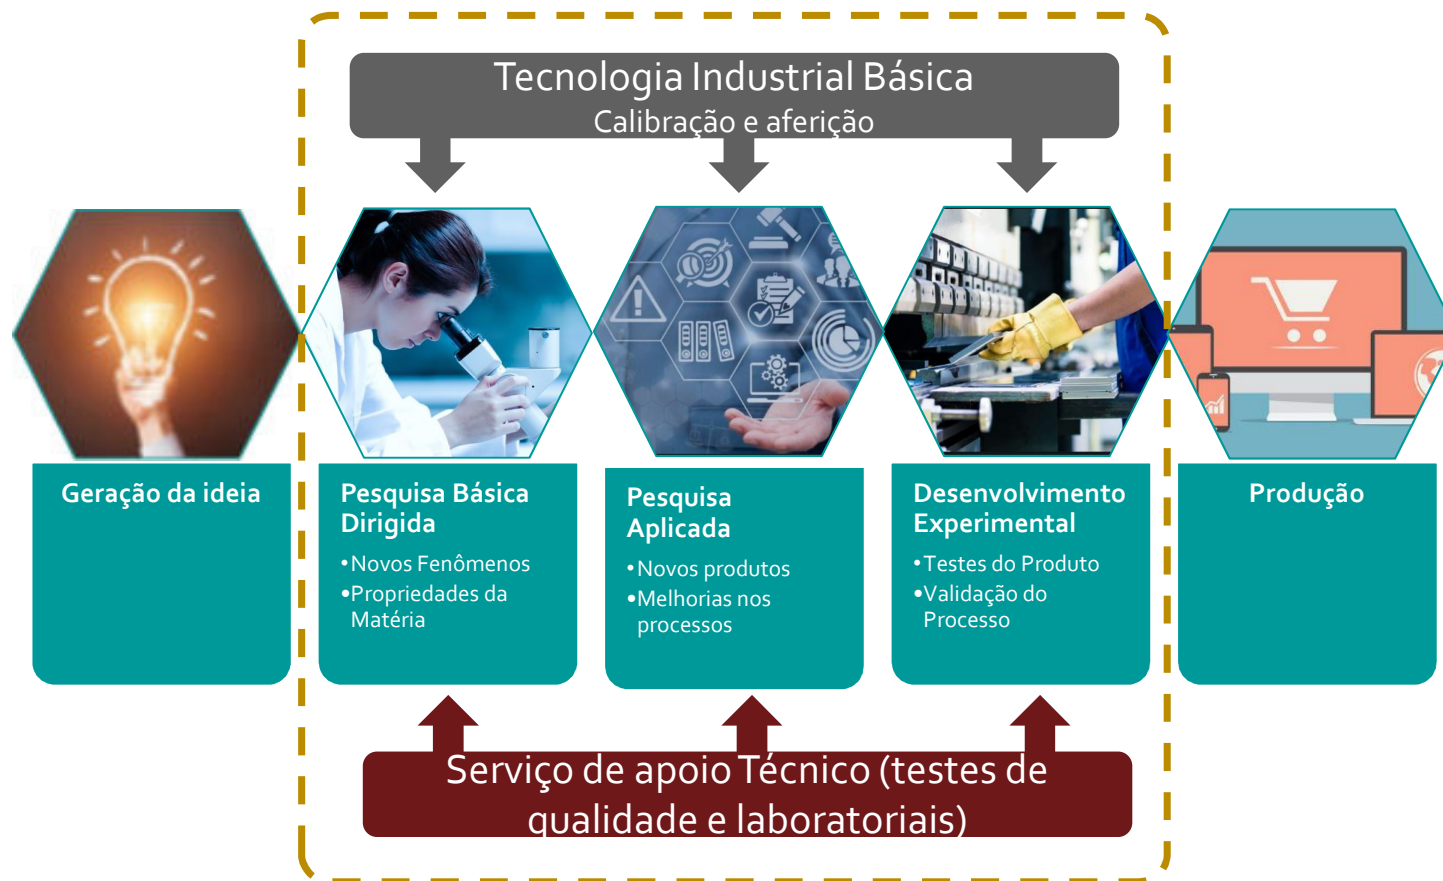 Tecnologia Industrial Básica
Calibração e aferição
Geração da ideia
Pesquisa Básica
Dirigida
•Novos Fenômenos
•Propriedades da
Matéria
Pesquisa
Aplicada
•Novos produtos
•Melhorias nos
processos
Desenvolvimento
Experimental
•Testes do Produto
•Validação do
Processo
Produção
Serviço de apoio Técnico (testes de
qualidade e laboratoriais)